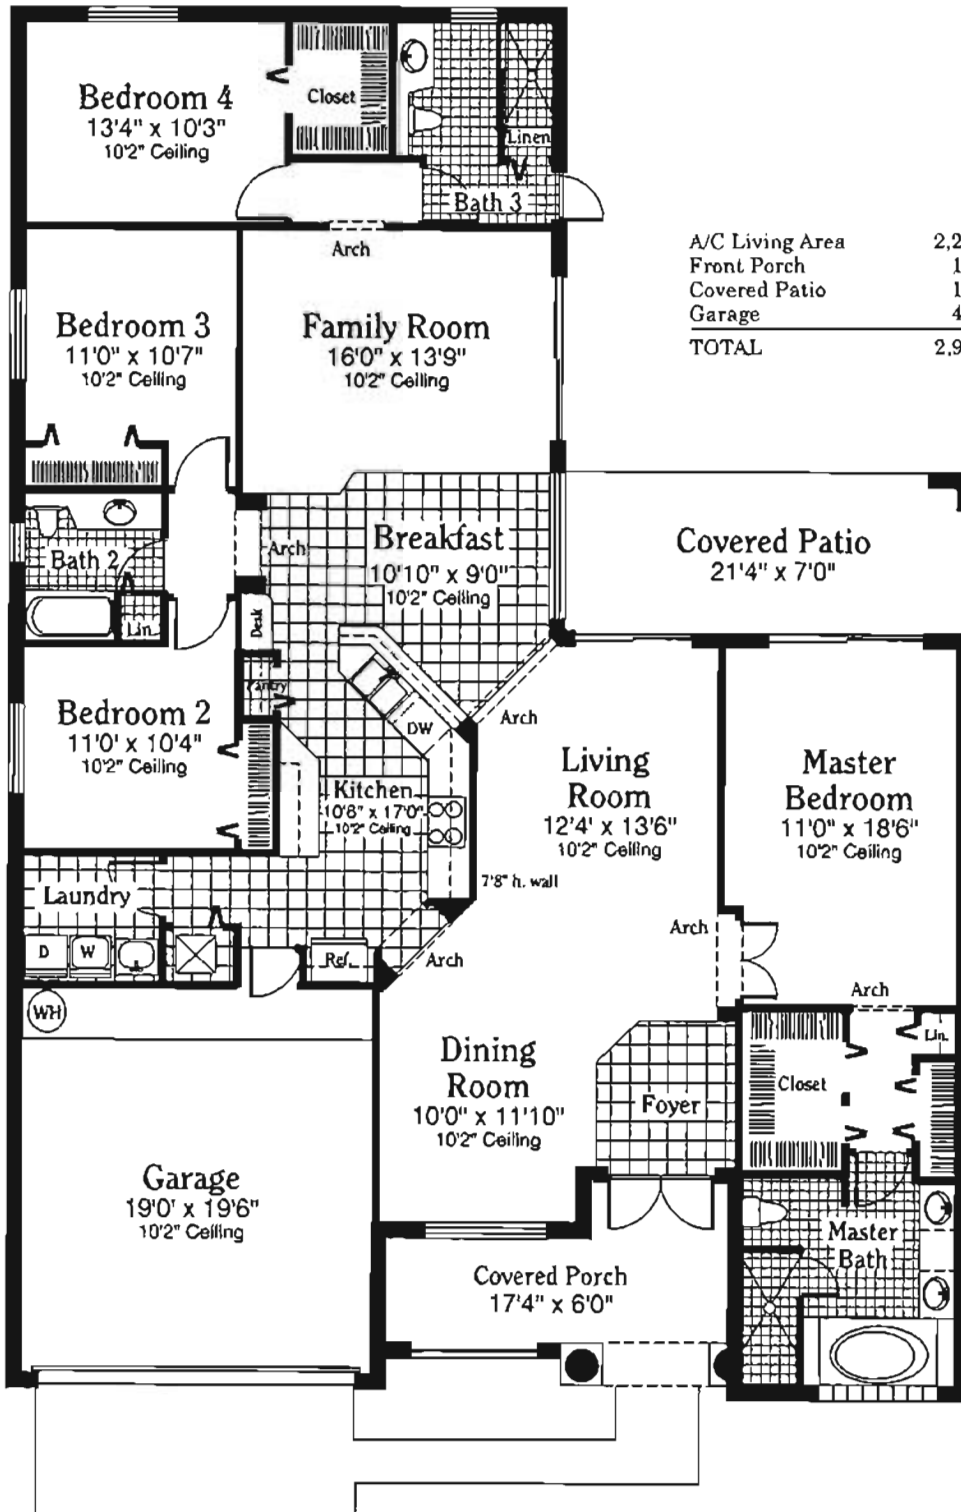 Bedroom 4
13'4" x 10'3"
10'2" Ceiling
Closet
Linen
Bath 3
Arch
A/C Living Area 2,2
Front Porch 1
Covered Patio 1
Garage 4
TOTAL 2,9
Bedroom 3
11'0" x 10'7"
10'2" Ceiling
Family Room
16'0" x 13'9"
10'2" Ceiling
Bath 2
Lin.
Arch
Desk
Breakfast
10'10" x 9'0"
10'2" Ceiling
Covered Patio
21'4" x 7'0"
Pantry
Bedroom 2
11'0' x 10'4"
10'2" Ceiling
DW
Arch
Kitchen
10'8" x 17'0"
10'2" Ceiling
Living
Room
12'4' x 13'6"
10'2" Ceiling
Master
Bedroom
11'0" x 18'6"
10'2" Ceiling
7'8" h. wall
Laundry
D
W
Ref.
Arch
Arch
Arch
WH
Dining
Room
10'0" x 11'10"
10'2" Ceiling
Foyer
Closet
Lin.
Garage
19'0' x 19'6"
10'2" Ceiling
Covered Porch
17'4" x 6'0"
Master
Bath